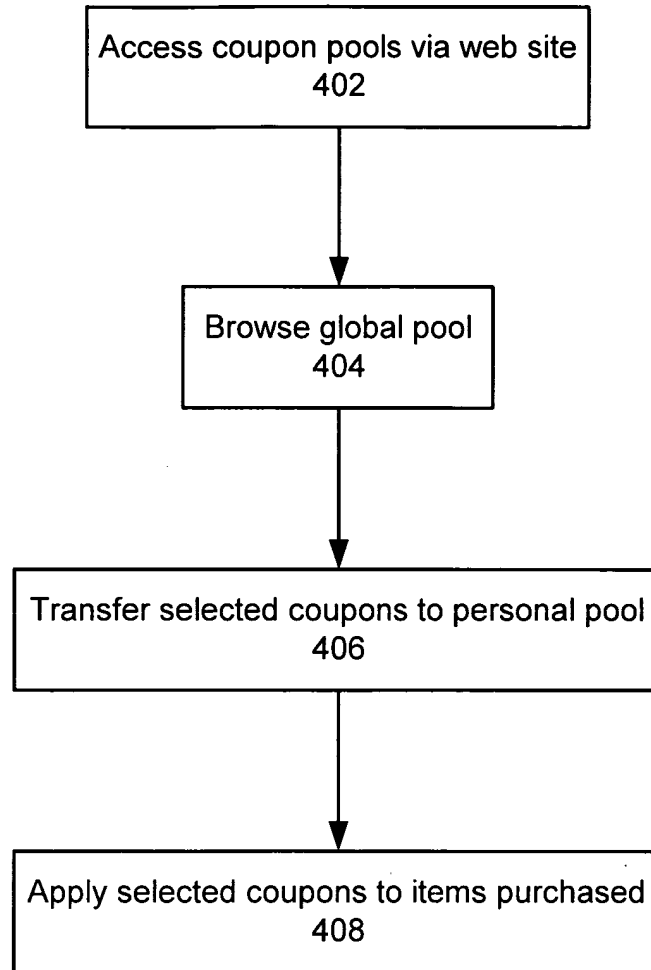 Access coupon pools via web site
402
Browse global pool
404
Transfer selected coupons to personal pool
406
Apply selected coupons to items purchased
408